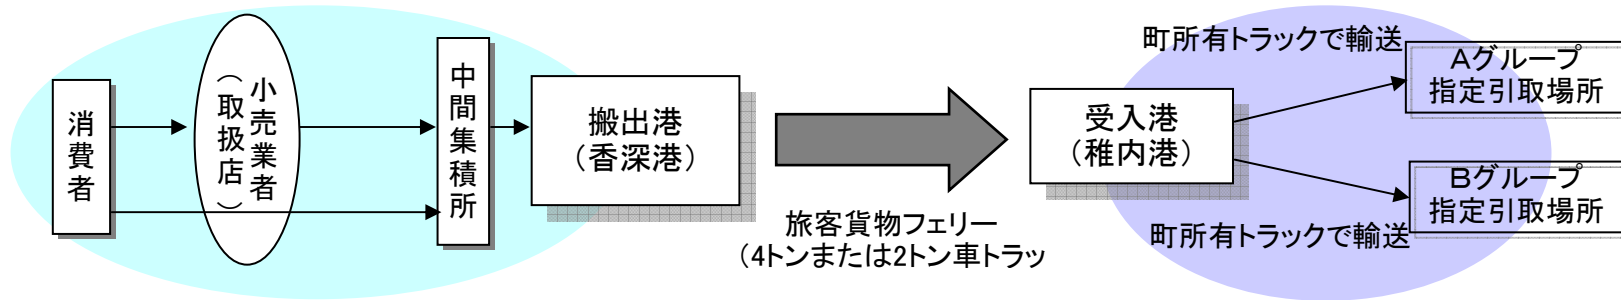 消費者
小売業者
（取扱店）
中間集積所
搬出港
（香深港）
旅客貨物フェリー
（4トンまたは2トン車トラッ
受入港
（稚内港）
町所有トラックで輸送
Aグループ
指定引取場所
Bグループ
指定引取場所
町所有トラックで輸送